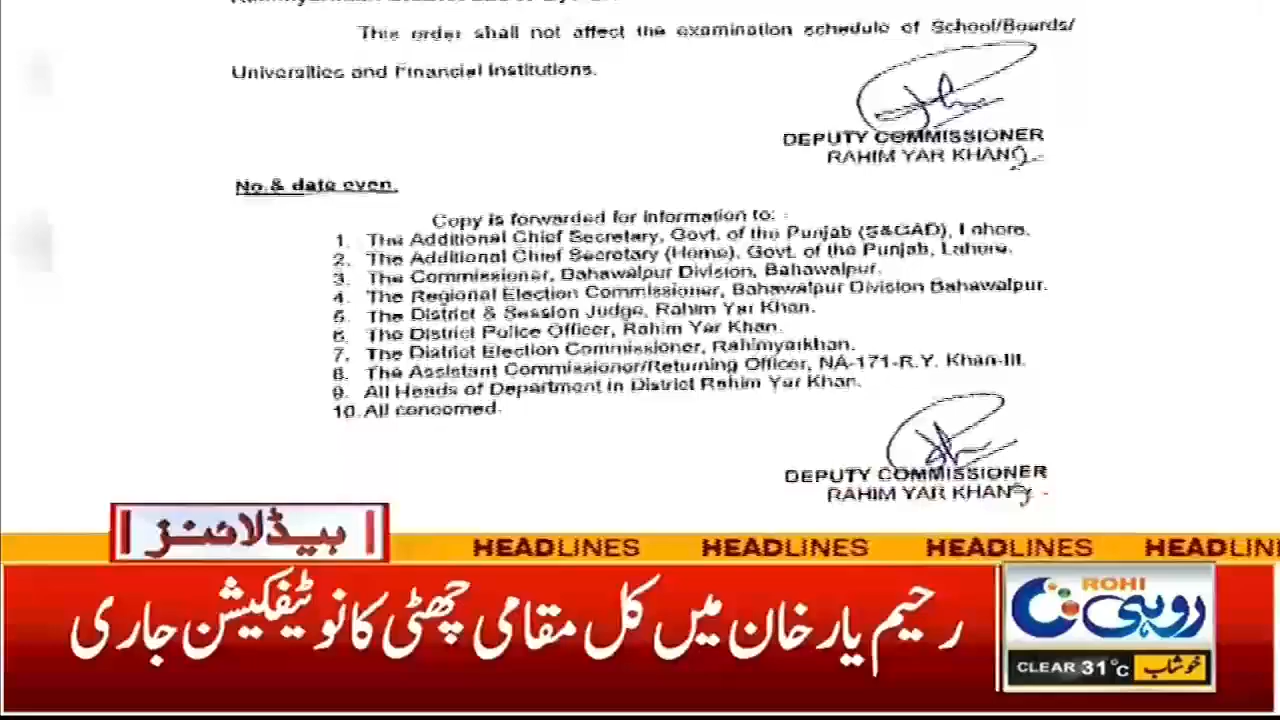 This order shall not affect the examination schedule of School/Boards/
Universities and Financial Institutions.
DEPUTY COMMISSIONER
RAHIM YAR KHAN
No.& date even.
Copy is forwarded for information to: -
1. The Additional Chief Secretary, Govt. of the Punjab (S&GAD), Lahore.
2. The Additional Chief Secretary (Home), Govt. of the Punjab, Lahore.
3. The Commissioner, Bahawalpur Division, Bahawalpur.
4. The Regional Election Commissioner, Bahawalpur Division Bahawalpur.
5. The District & Session Judge, Rahim Yar Khan.
6. The District Police Officer, Rahim Yar Khan.
7. The District Election Commissioner, Rahimyarkhan.
8. The Assistant Commissioner/Returning Officer, NA-171-R.Y. Khan-III.
9. All Heads of Department in District Rahim Yar Khan.
10. All concerned.
DEPUTY COMMISSIONER
RAHIM YAR KHAN
ہیڈلائنز
HEADLINES HEADLINES HEADLINES HEADLIN
رحیم یار خان میں کل مقامی چھٹی کا نوٹیفکیشن جاری
ROHI
روہی
CLEAR 31°C خوشاب